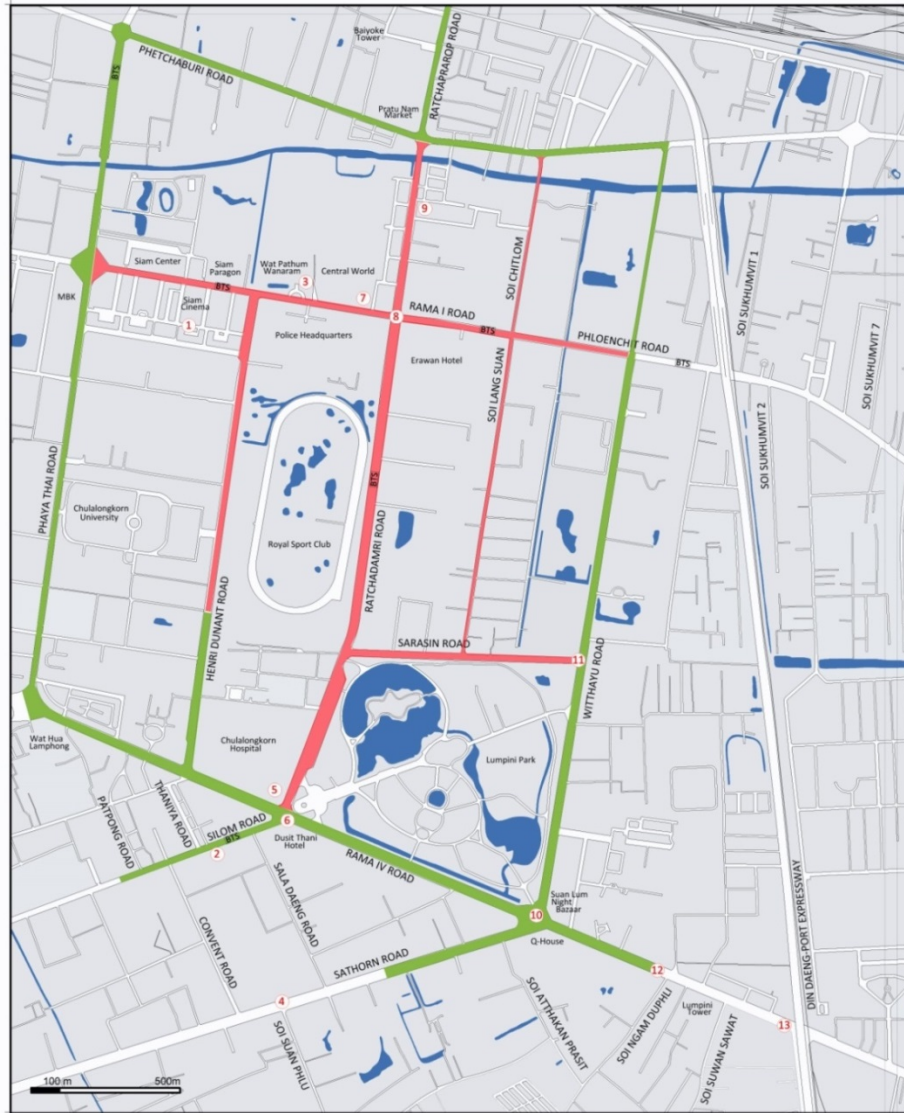 Baiyoke
Tower
RATCHAPRAROP ROAD
PHETCHABURI ROAD
BTS
Pratu Nam
Market
9
SOI CHITLOM
SOI SUKHUMVIT 1
Siam Center
Siam
Paragon
Wat Pathum
Wanaram
3
Central World
7
MBK
BTS
Siam
Cinema
1
RAMA I ROAD
8
BTS
PHLOENCHIT ROAD
BTS
SOI SUKHUMVIT 7
Police Headquarters
Erawan Hotel
SOI LANG SUAN
SOI SUKHUMVIT 2
PHAYA THAI ROAD
BTS
Chulalongkorn
University
Royal Sport Club
RATCHADAMRI ROAD
HENRI DUNANT ROAD
SARASIN ROAD
11
WITTHAYU ROAD
Wat Hua
Lamphong
Chulalongkorn
Hospital
Lumpini Park
5
6
PATPONG ROAD
THANIYA ROAD
SILOM ROAD
BTS
2
Dusit Thani
Hotel
RAMA IV ROAD
SALA DAENG ROAD
Suan Lum
Night
Bazaar
10
Q-House
CONVENT ROAD
SATHORN ROAD
4
12
DIN DAENG-PORT EXPRESSWAY
SOI ATTHAKAN PRASIT
SOI NGAM DUPHLI
Lumpini
Tower
13
SOI SUAN PHLU
SOI SUWAN SAWAT
100 m
500m